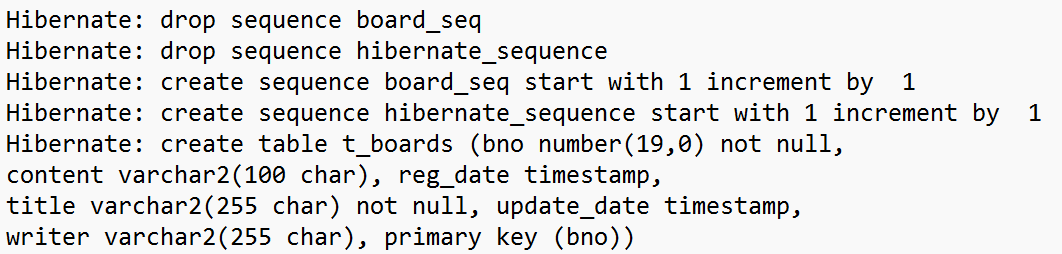 Hibernate: drop sequence board_seq
Hibernate: drop sequence hibernate_sequence
Hibernate: create sequence board_seq start with 1 increment by  1
Hibernate: create sequence hibernate_sequence start with 1 increment by  1
Hibernate: create table t_boards (bno number(19,0) not null,
content varchar2(100 char), reg_date timestamp,
title varchar2(255 char) not null, update_date timestamp,
writer varchar2(255 char), primary key (bno))